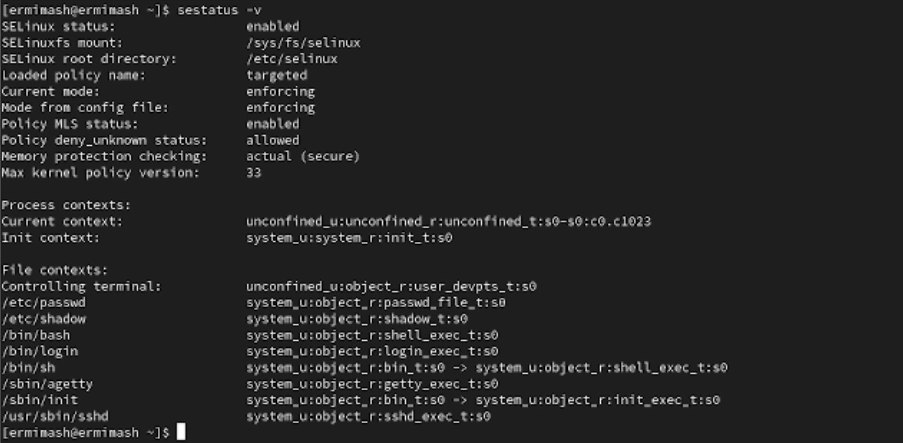 [ermimash@ermimash ~]$ sestatus -v
SELinux status:                 enabled
SELinuxfs mount:                /sys/fs/selinux
SELinux root directory:         /etc/selinux
Loaded policy name:             targeted
Current mode:                   enforcing
Mode from config file:          enforcing
Policy MLS status:              enabled
Policy deny_unknown status:     allowed
Memory protection checking:     actual (secure)
Max kernel policy version:      33

Process contexts:
Current context:                unconfined_u:unconfined_r:unconfined_t:s0-s0:c0.c1023
Init context:                   system_u:system_r:init_t:s0

File contexts:
Controlling terminal:           unconfined_u:object_r:user_devpts_t:s0
/etc/passwd                     system_u:object_r:passwd_file_t:s0
/etc/shadow                     system_u:object_r:shadow_t:s0
/bin/bash                       system_u:object_r:shell_exec_t:s0
/bin/login                      system_u:object_r:login_exec_t:s0
/bin/sh                         system_u:object_r:bin_t:s0 -> system_u:object_r:shell_exec_t:s0
/sbin/agetty                    system_u:object_r:getty_exec_t:s0
/sbin/init                      system_u:object_r:bin_t:s0 -> system_u:object_r:init_exec_t:s0
/usr/sbin/sshd                  system_u:object_r:sshd_exec_t:s0
[ermimash@ermimash ~]$